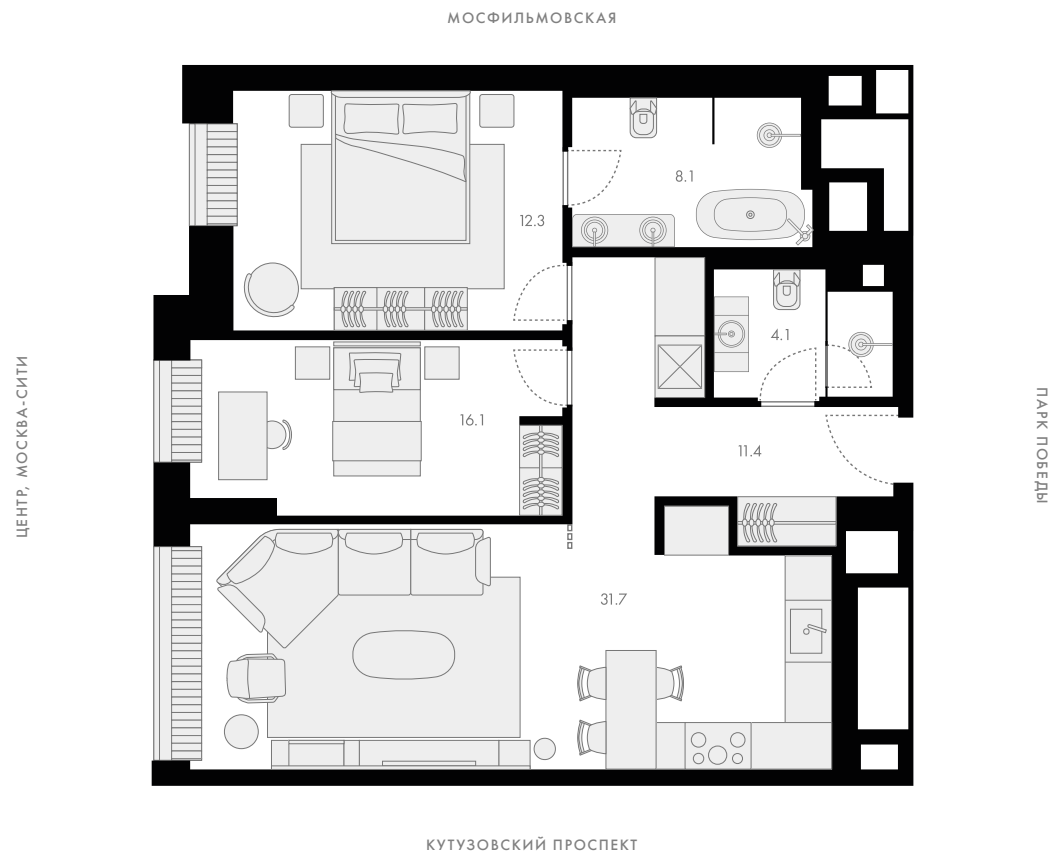 МОСФИЛЬМОВСКАЯ
8.1
12.3
4.1
ЦЕНТР, МОСКВА-СИТИ
16.1
11.4
ПАРК ПОБЕДЫ
31.7
КУТУЗОВСКИЙ ПРОСПЕКТ